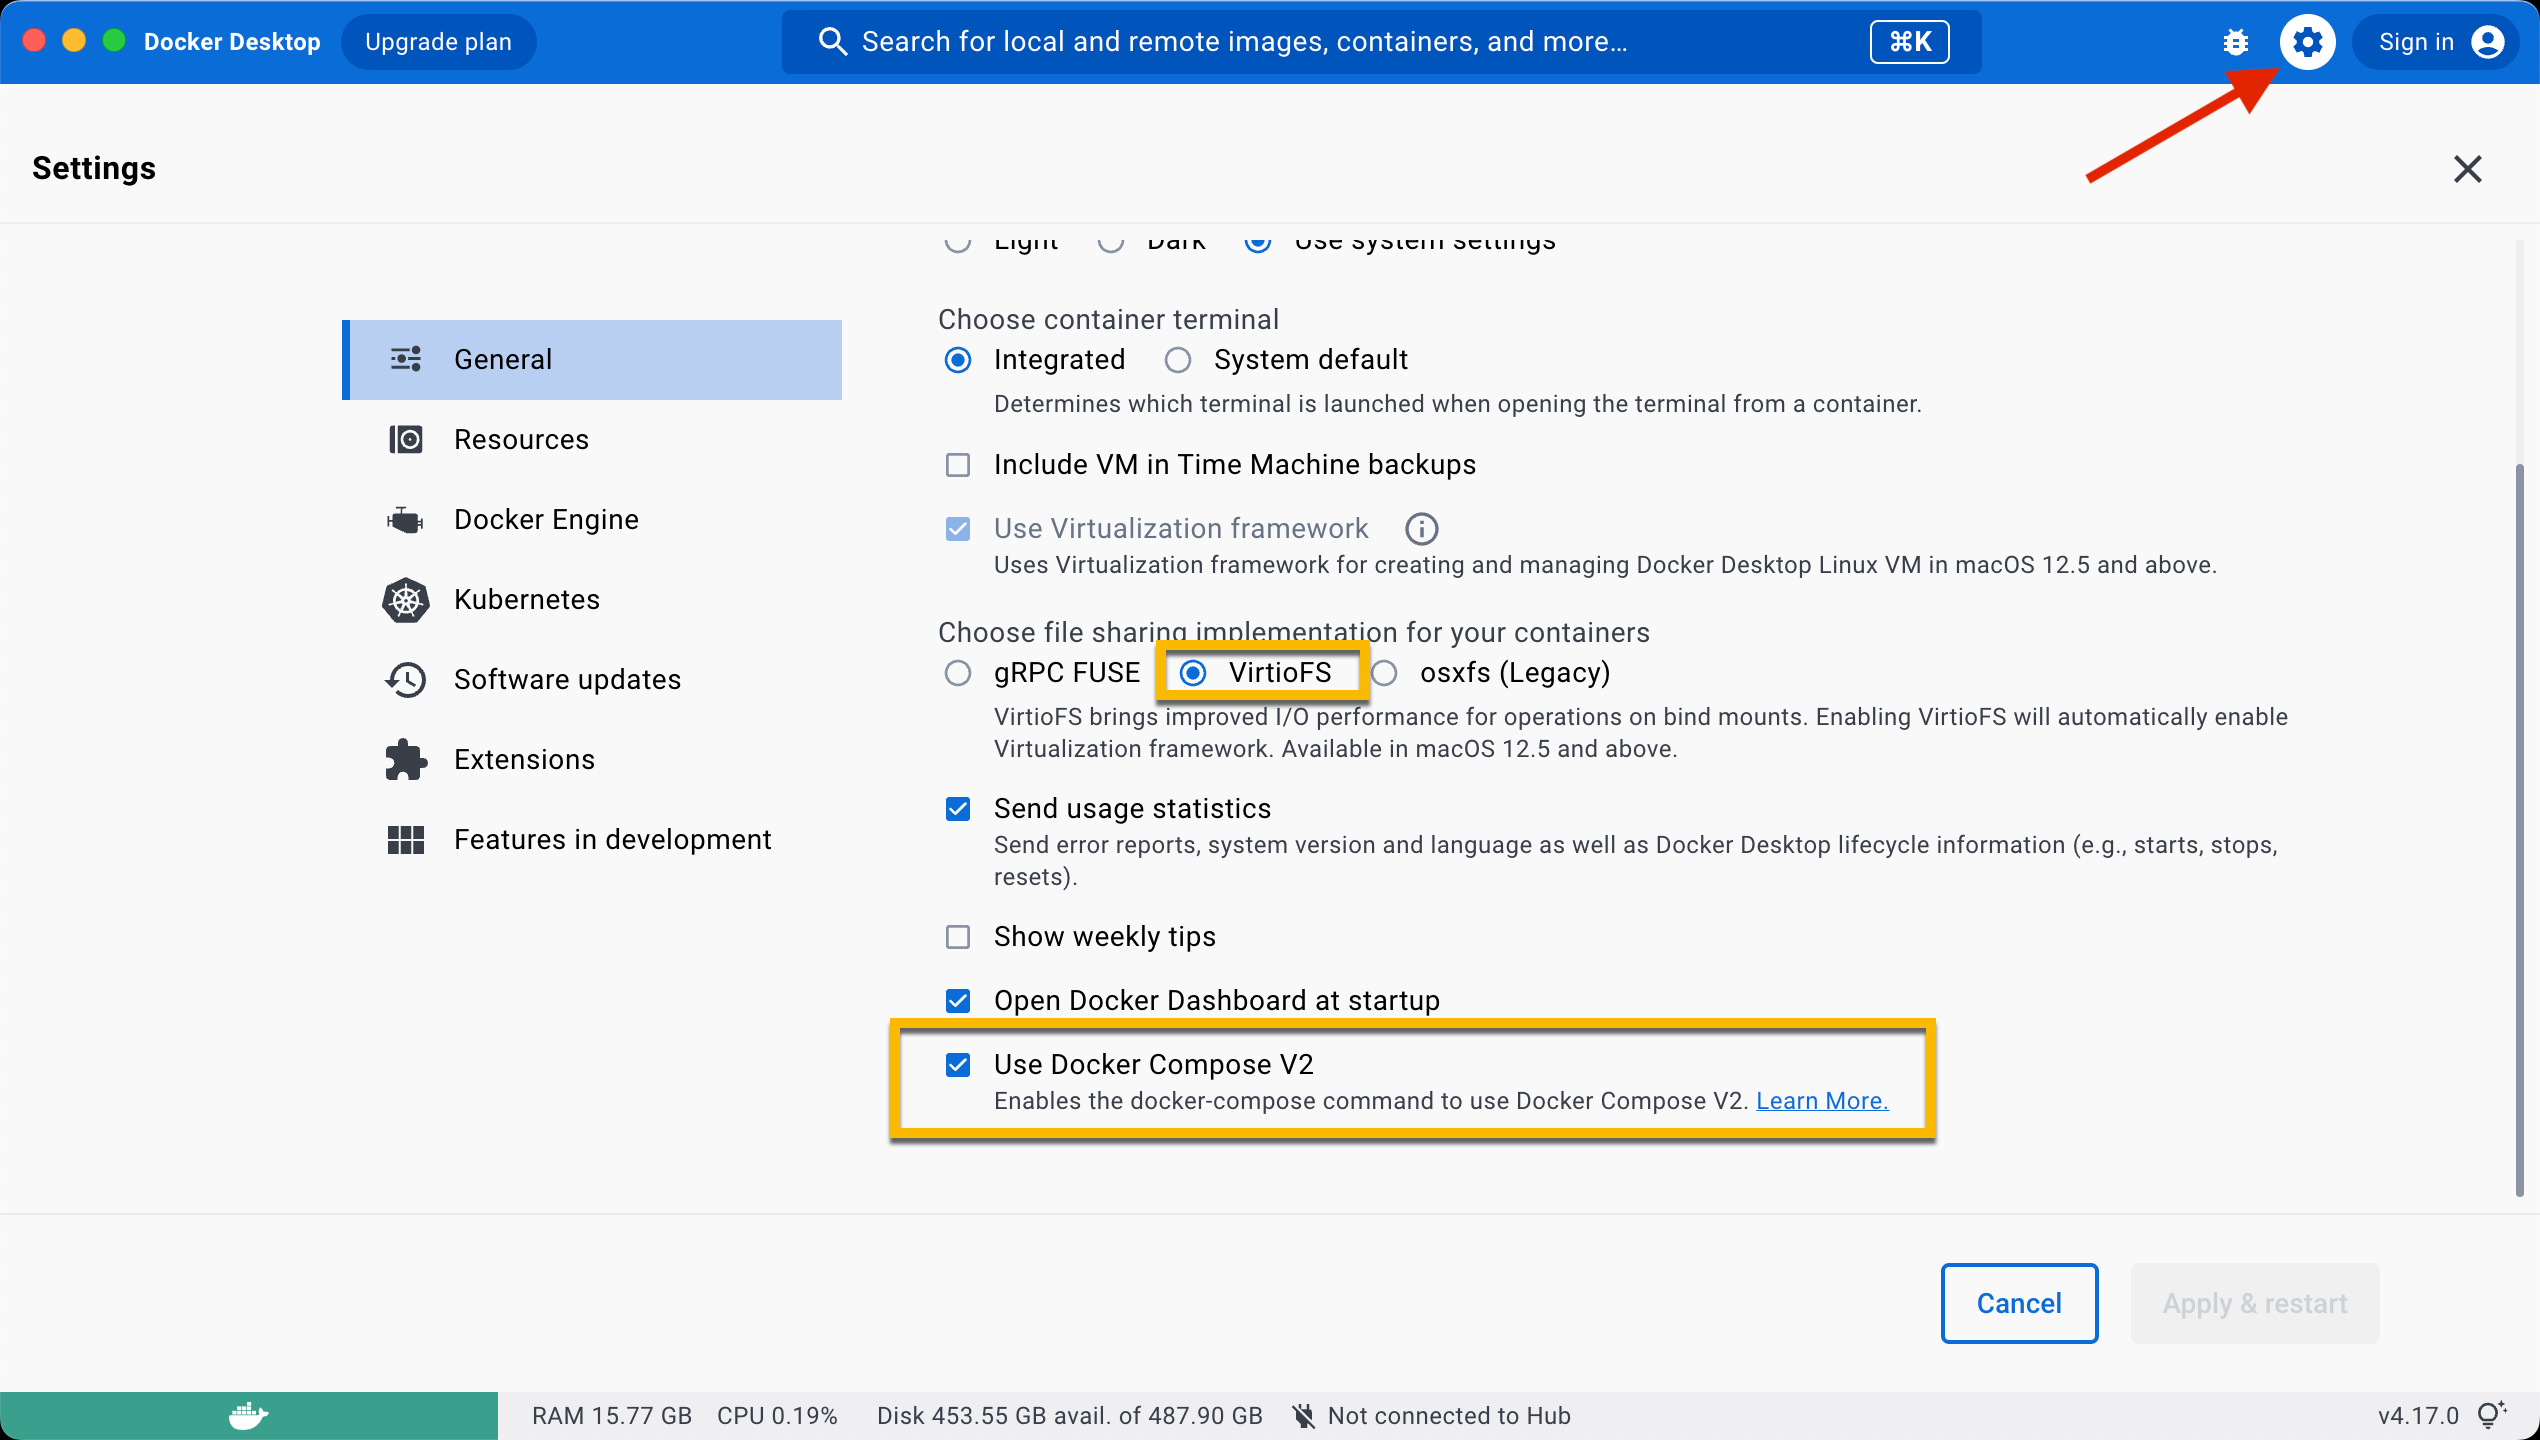 Docker Desktop
Upgrade plan
Search for local and remote images, containers, and more...
⌘K
Sign in
Settings
Light Dark Use system settings
General
Resources
Docker Engine
Kubernetes
Software updates
Extensions
Features in development
Choose container terminal
Integrated System default
Determines which terminal is launched when opening the terminal from a container.
Include VM in Time Machine backups
Use Virtualization framework
Uses Virtualization framework for creating and managing Docker Desktop Linux VM in macOS 12.5 and above.
Choose file sharing implementation for your containers
gRPC FUSE VirtioFS osxfs (Legacy)
VirtioFS brings improved I/O performance for operations on bind mounts. Enabling VirtioFS will automatically enable
Virtualization framework. Available in macOS 12.5 and above.
Send usage statistics
Send error reports, system version and language as well as Docker Desktop lifecycle information (e.g., starts, stops,
resets).
Show weekly tips
Open Docker Dashboard at startup
Use Docker Compose V2
Enables the docker-compose command to use Docker Compose V2. Learn More.
Cancel
Apply & restart
RAM 15.77 GB CPU 0.19% Disk 453.55 GB avail. of 487.90 GB Not connected to Hub
v4.17.0